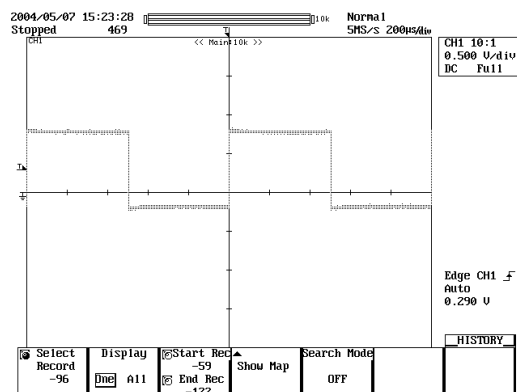 2004/05/07 15:23:28 10k Normal
Stopped 469 5MS/s 200µs/div
CH1 << Main:10k >>
CH1 10:1
0.500 V/div
DC Full
Edge CH1
Auto
0.290 V
HISTORY
Select Record -96
Display One All
Start Rec -59
End Rec -122
Show Map
Search Mode OFF